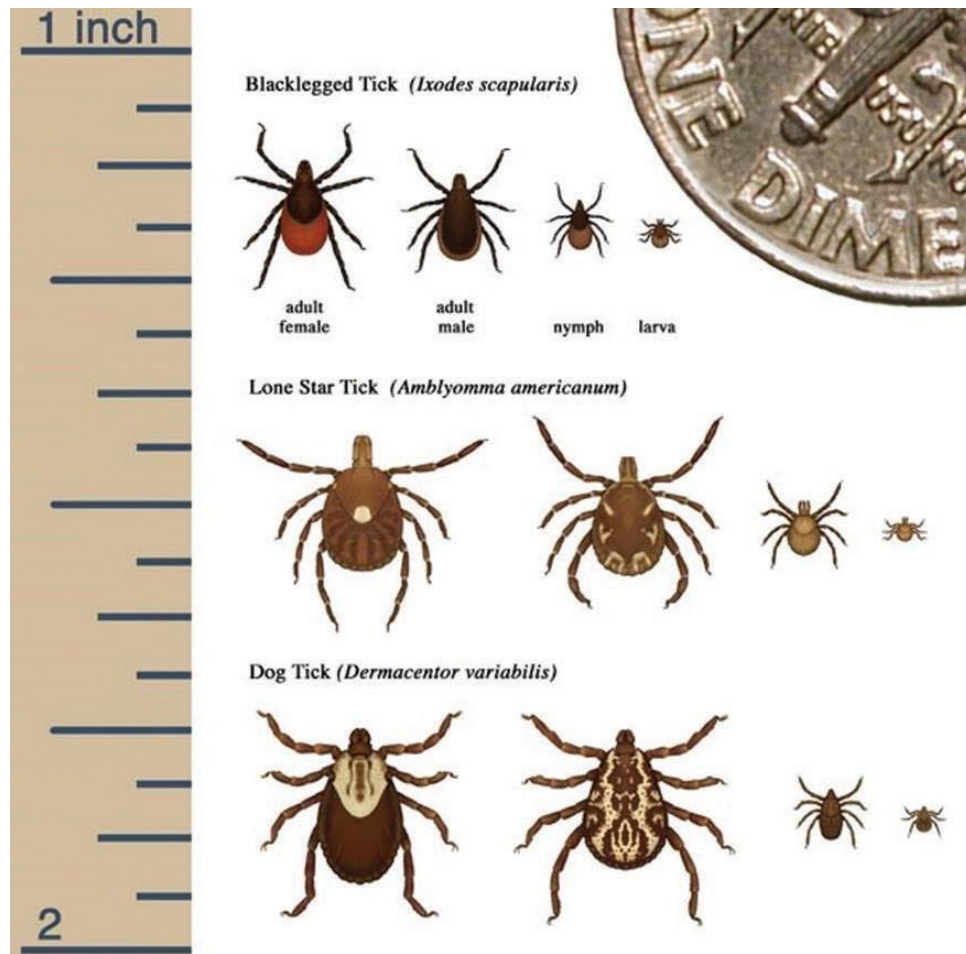 1 inch
Blacklegged Tick (Ixodes scapularis)
adult female
adult male
nymph
larva
Lone Star Tick (Amblyomma americanum)
Dog Tick (Dermacentor variabilis)
2
ONE DIME